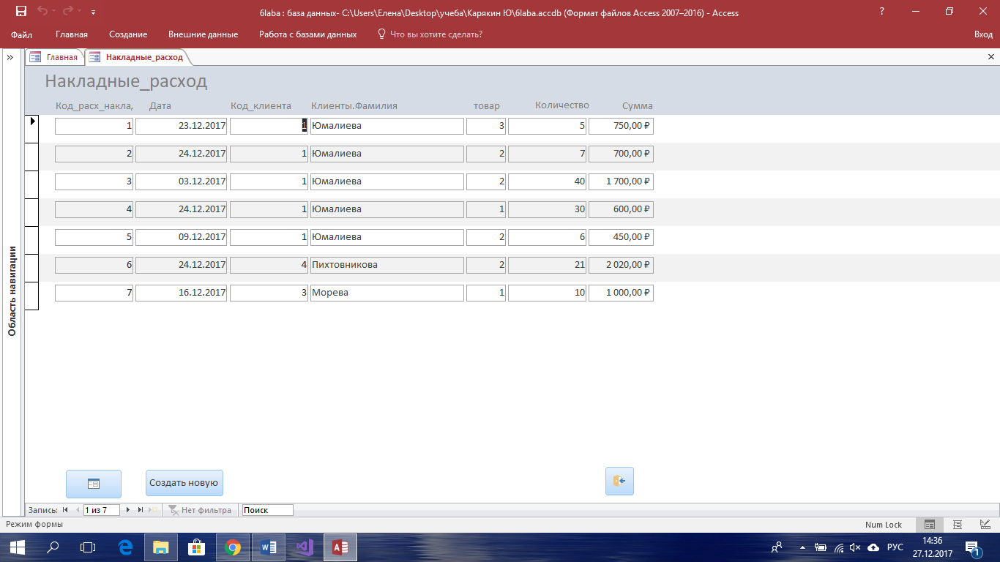 6laba : база данных- C:\Users\Елена\Desktop\учеба\Карякин Ю\6laba.accdb (Формат файлов Access 2007–2016) - Access
?
Файл Главная Создание Внешние данные Работа с базами данных Что вы хотите сделать? Вход
» Главная Накладные_расход
Накладные_расход
Код_расх_накла, Дата Код_клиента Клиенты.Фамилия товар Количество Сумма
1 23.12.2017 1 Юмалиева 3 5 750,00 ₽
2 24.12.2017 1 Юмалиева 2 7 700,00 ₽
3 03.12.2017 1 Юмалиева 2 40 1 700,00 ₽
4 24.12.2017 1 Юмалиева 1 30 600,00 ₽
5 09.12.2017 1 Юмалиева 2 6 450,00 ₽
6 24.12.2017 4 Пихтовникова 2 21 2 020,00 ₽
7 16.12.2017 3 Морева 1 10 1 000,00 ₽
Область навигации
Создать новую
Запись: 1 из 7 Нет фильтра Поиск
Режим формы Num Lock
РУС 14:36
27.12.2017 1